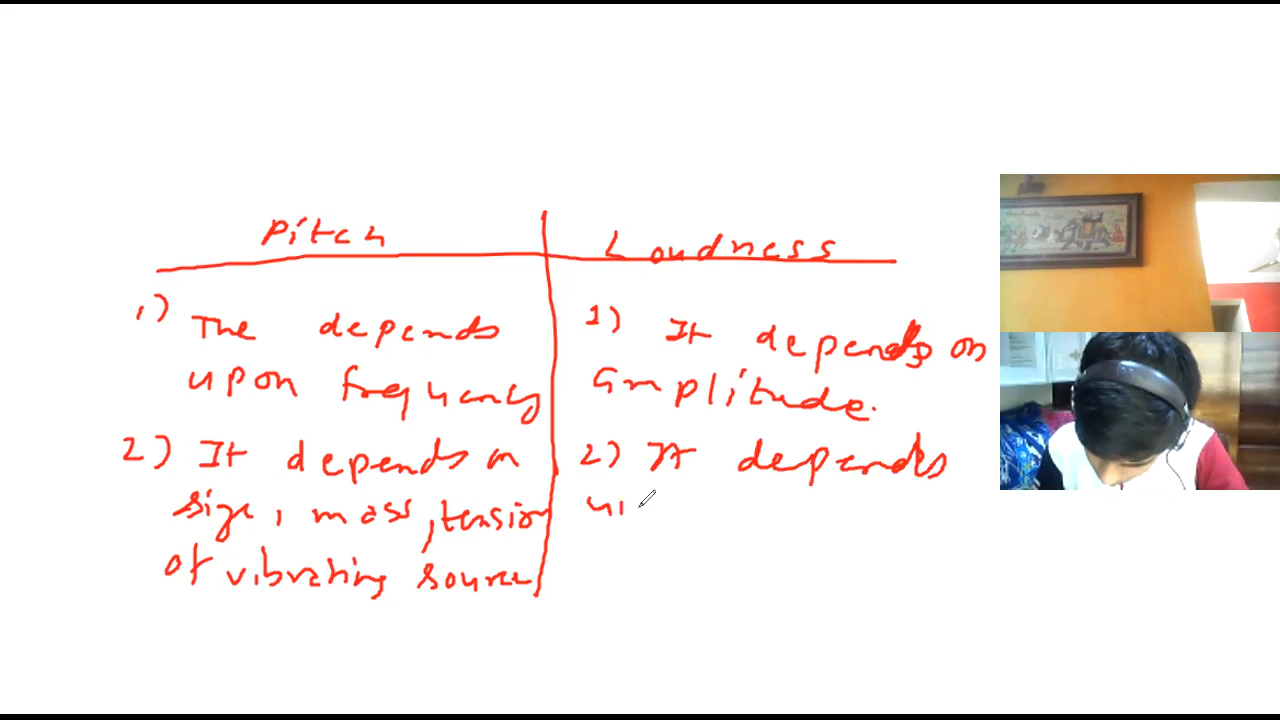 Pitch
Loudness
1) The depends
upon frequency
2) It depends on
size, mass, tension
of vibrating source
1) It depends on
amplitude.
2) It depends